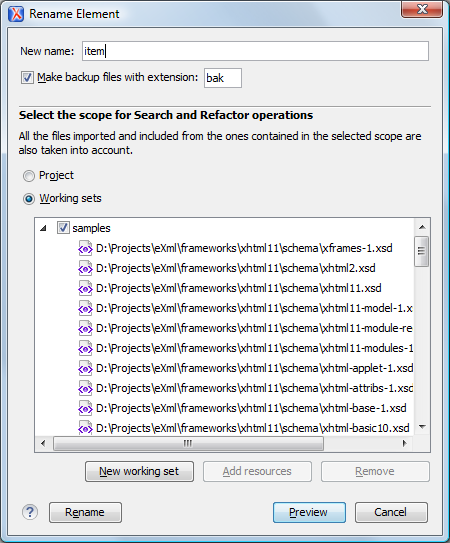 Rename Element
New name: item
Make backup files with extension: bak
Select the scope for Search and Refactor operations
All the files imported and included from the ones contained in the selected scope are
also taken into account.
Project
Working sets
samples
D:\Projects\eXml\frameworks\xhtml11\schema\xframes-1.xsd
D:\Projects\eXml\frameworks\xhtml11\schema\xhtml2.xsd
D:\Projects\eXml\frameworks\xhtml11\schema\xhtml11.xsd
D:\Projects\eXml\frameworks\xhtml11\schema\xhtml11-model-1.x
D:\Projects\eXml\frameworks\xhtml11\schema\xhtml11-module-re
D:\Projects\eXml\frameworks\xhtml11\schema\xhtml11-modules-1
D:\Projects\eXml\frameworks\xhtml11\schema\xhtml-applet-1.xsd
D:\Projects\eXml\frameworks\xhtml11\schema\xhtml-attribs-1.xsd
D:\Projects\eXml\frameworks\xhtml11\schema\xhtml-base-1.xsd
D:\Projects\eXml\frameworks\xhtml11\schema\xhtml-basic10.xsd
New working set Add resources Remove
? Rename Preview Cancel